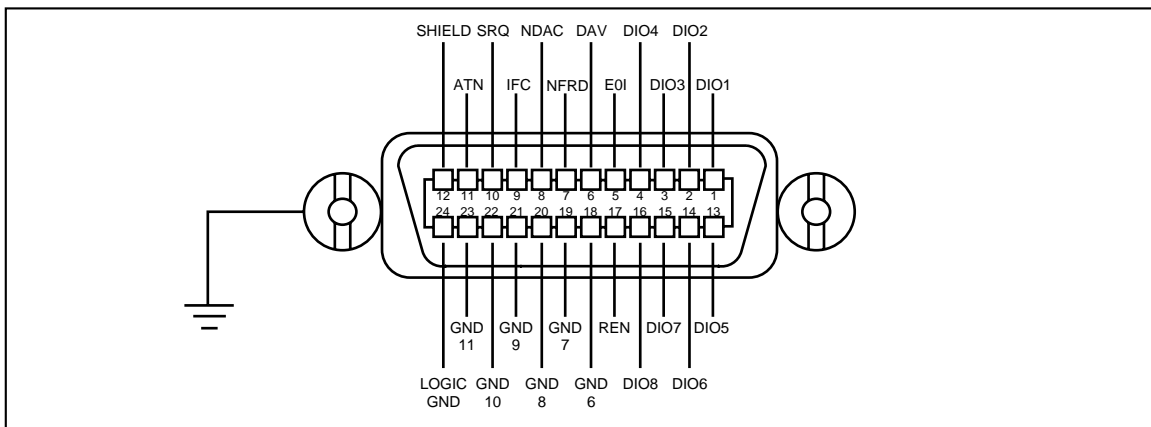 SHIELD SRQ NDAC DAV DIO4 DIO2
ATN IFC NFRD E0I DIO3 DIO1
12 11 10 9 8 7 6 5 4 3 2 1
24 23 22 21 20 19 18 17 16 15 14 13
GND 11 GND 9 GND 7 REN DIO7 DIO5
LOGIC GND GND 10 GND 8 GND 6 DIO8 DIO6